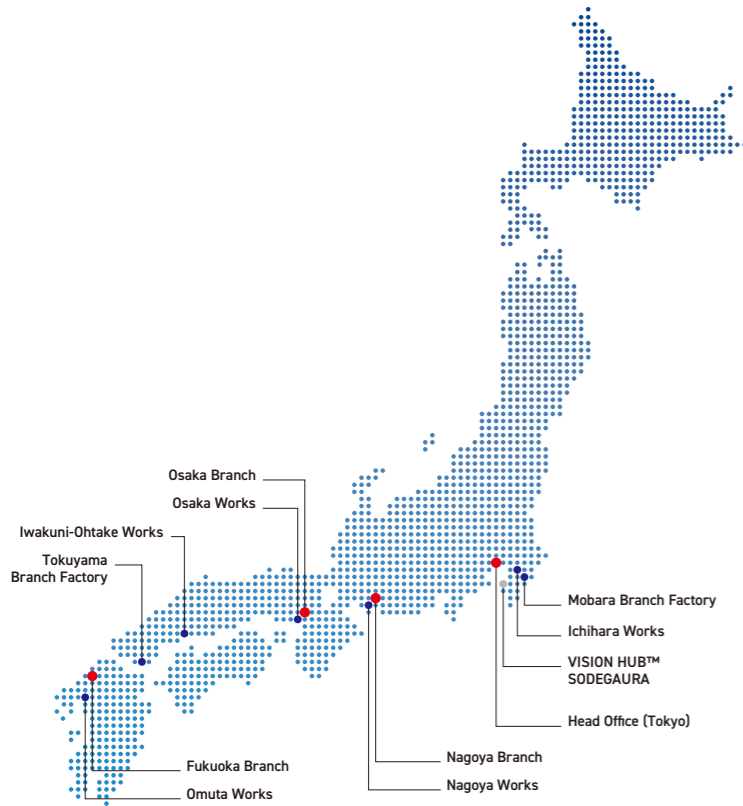 Osaka Branch
Osaka Works
Iwakuni-Ohtake Works
Tokuyama
Branch Factory
Mobara Branch Factory
Ichihara Works
VISION HUB™
SODEGAURA
Head Office (Tokyo)
Nagoya Branch
Nagoya Works
Fukuoka Branch
Omuta Works